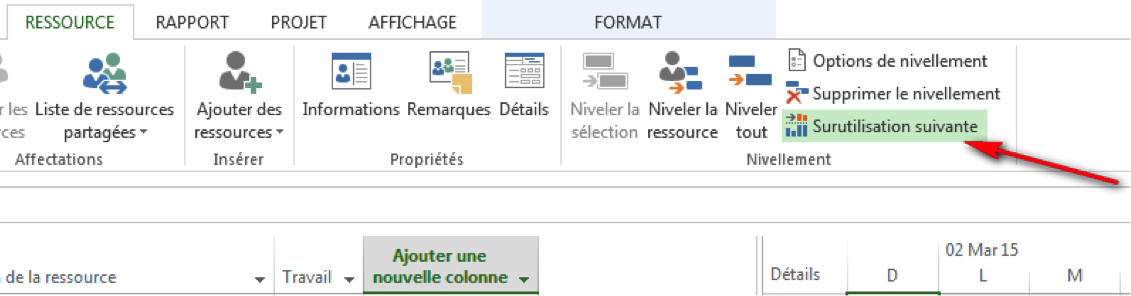 RESSOURCE RAPPORT PROJET AFFICHAGE FORMAT
Liste de ressources partagées
Affectations
Ajouter des ressources
Insérer
Informations Remarques Détails
Propriétés
Niveler la sélection
Niveler la ressource
Niveler tout
Options de nivellement
Supprimer le nivellement
Surutilisation suivante
Nivellement
de la ressource
Travail
Ajouter une
nouvelle colonne
Détails
02 Mar 15
D L M